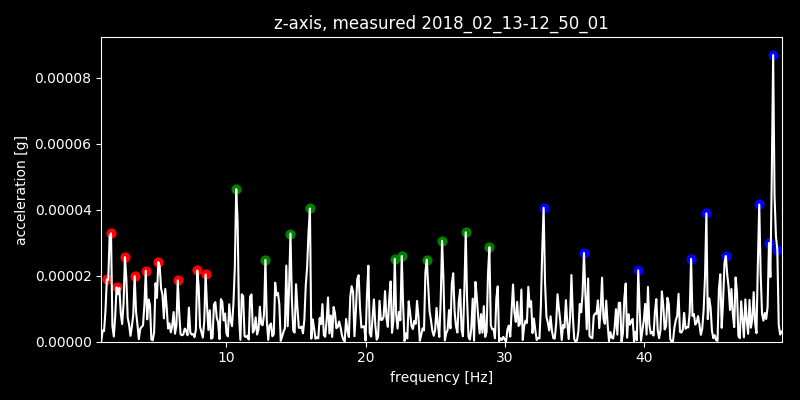 z-axis, measured 2018_02_13-12_50_01
0.00008
0.00006
0.00004
0.00002
0.00000
acceleration [g]
10 20 30 40
frequency [Hz]